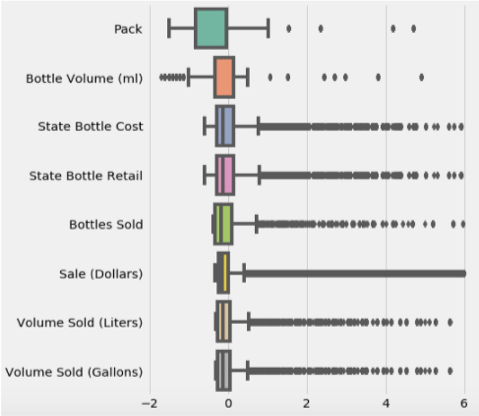 Pack
Bottle Volume (ml)
State Bottle Cost
State Bottle Retail
Bottles Sold
Sale (Dollars)
Volume Sold (Liters)
Volume Sold (Gallons)
−2 0 2 4 6